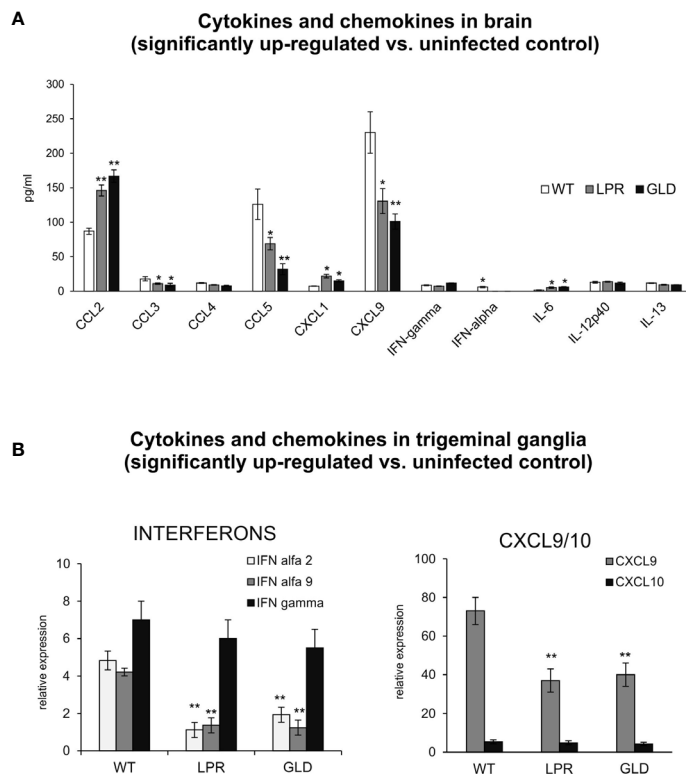 A
Cytokines and chemokines in brain
(significantly up-regulated vs. uninfected control)
300
250
200
150
100
50
0
pg/ml
WT LPR GLD
** **
* *
* **
* *
* **
*
* *
CCL2 CCL3 CCL4 CCL5 CXCL1 CXCL9 IFN-gamma IFN-alpha IL-6 IL-12p40 IL-13
B
Cytokines and chemokines in trigeminal ganglia
(significantly up-regulated vs. uninfected control)
INTERFERONS
8
6
4
2
0
relative expression
IFN alfa 2
IFN alfa 9
IFN gamma
** **
** **
WT LPR GLD
CXCL9/10
100
80
60
40
20
0
relative expression
CXCL9
CXCL10
**
**
WT LPR GLD